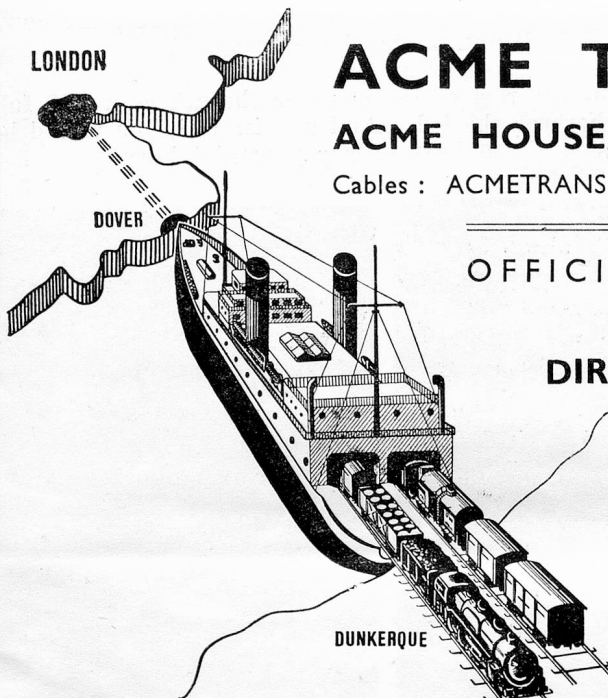 LONDON
ACME T
ACME HOUSE
Cables : ACMETRANS
DOVER
OFFICI
DIR
DUNKERQUE